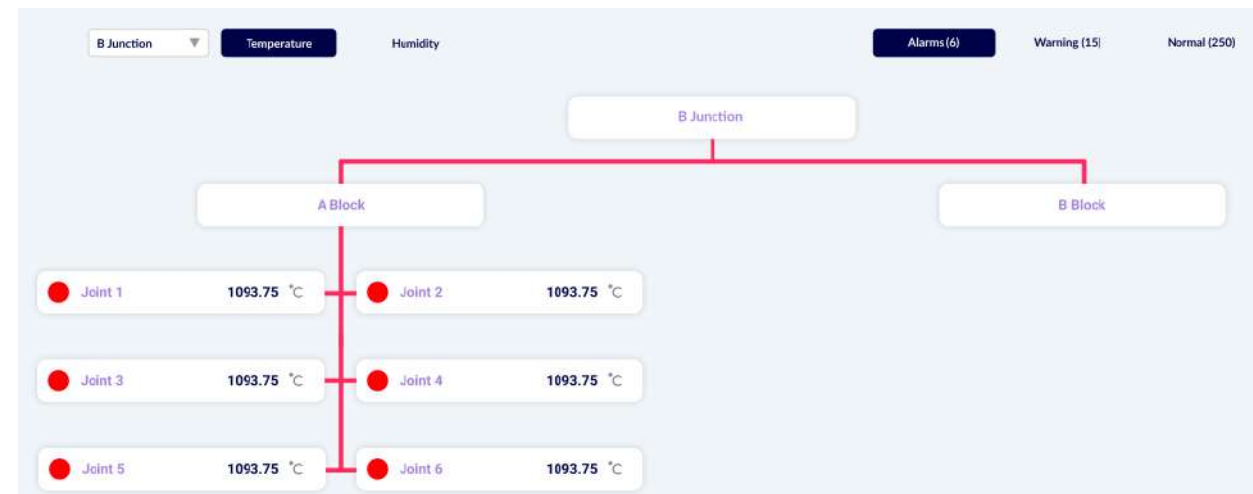 B Junction ▼ Temperature Humidity Alarms (6) Warning (15) Normal (250)
B Junction
A Block B Block
Joint 1 1093.75 °C Joint 2 1093.75 °C
Joint 3 1093.75 °C Joint 4 1093.75 °C
Joint 5 1093.75 °C Joint 6 1093.75 °C